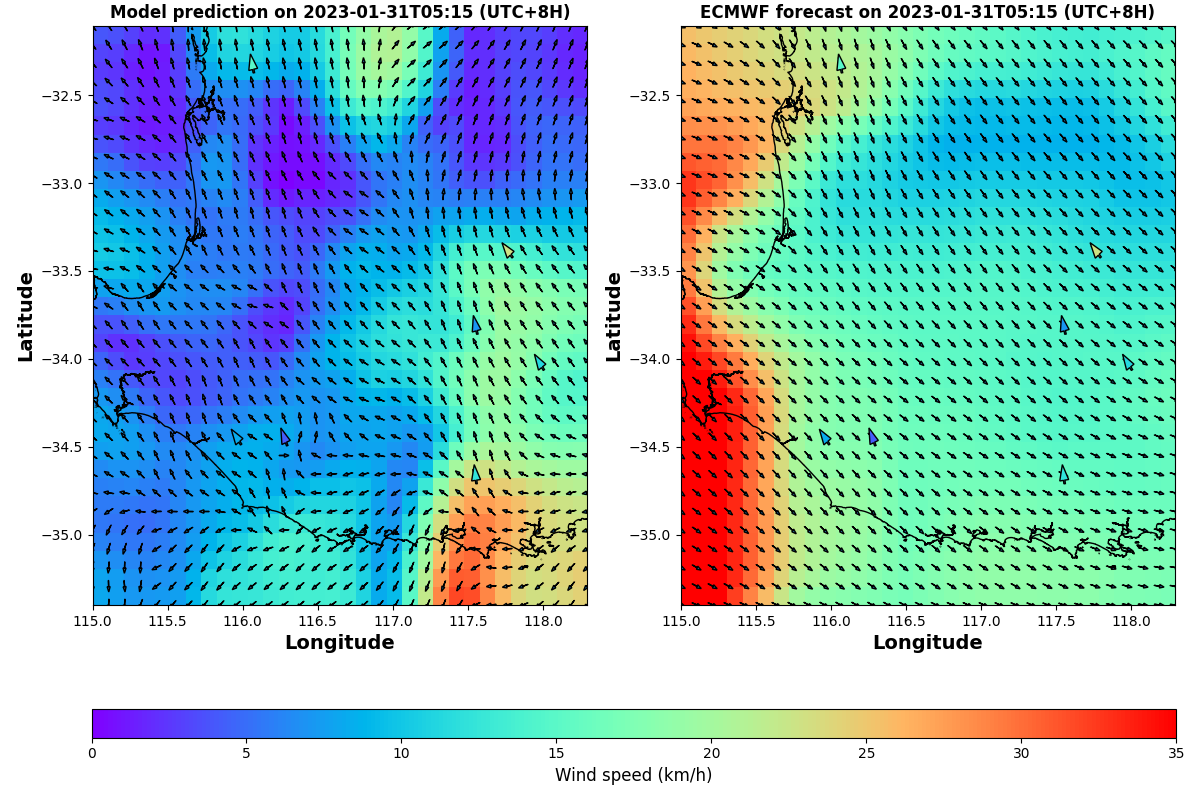 Model prediction on 2023-01-31T05:15 (UTC+8H)
ECMWF forecast on 2023-01-31T05:15 (UTC+8H)
−32.5
−33.0
−33.5
−34.0
−34.5
−35.0
Latitude
115.0 115.5 116.0 116.5 117.0 117.5 118.0
Longitude
−32.5
−33.0
−33.5
−34.0
−34.5
−35.0
Latitude
115.0 115.5 116.0 116.5 117.0 117.5 118.0
Longitude
0 5 10 15 20 25 30 35
Wind speed (km/h)